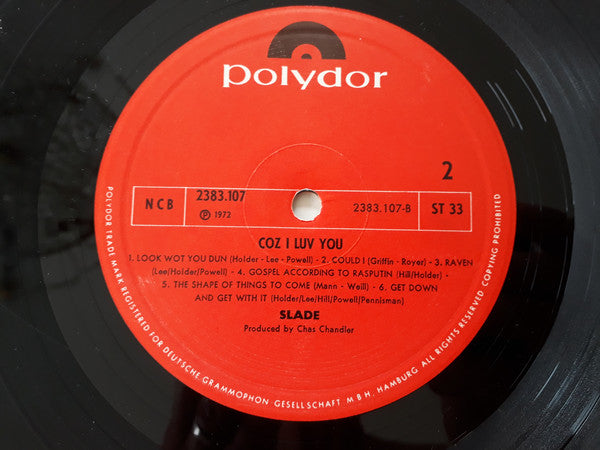 polydor
2
NCB
2383.107
Ⓟ 1972
2383.107-B
ST 33
COZ I LUV YOU
1. LOOK WOT YOU DUN (Holder - Lee - Powell) - 2. COULD I (Griffin - Royer) - 3. RAVEN
(Lee/Holder/Powell) - 4. GOSPEL ACCORDING TO RASPUTIN (Hill/Holder) -
5. THE SHAPE OF THINGS TO COME (Mann - Weill) - 6. GET DOWN
AND GET WITH IT (Holder/Lee/Hill/Powell/Pennisman)
SLADE
Produced by Chas Chandler
POLYDOR TRADE MARK REGISTERED FOR DEUTSCHE GRAMMOPHON GESELLSCHAFT MBH, HAMBURG ALL RIGHTS RESERVED COPYING PROHIBITED